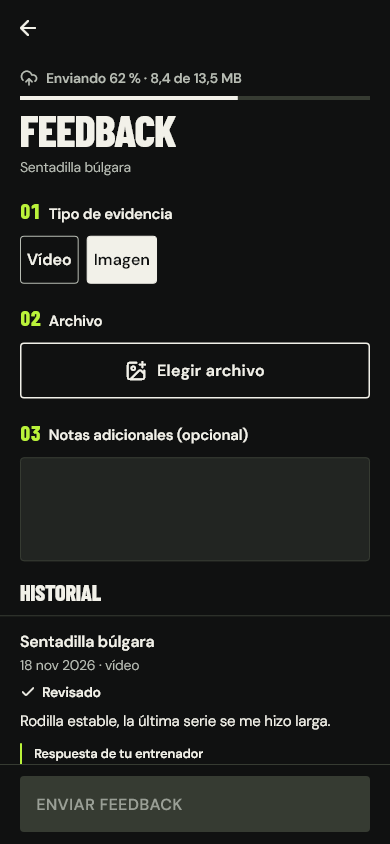 Enviando 62 % · 8,4 de 13,5 MB
FEEDBACK
Sentadilla búlgara
01 Tipo de evidencia
Vídeo Imagen
02 Archivo
Elegir archivo
03 Notas adicionales (opcional)
HISTORIAL
Sentadilla búlgara
18 nov 2026 · vídeo
Revisado
Rodilla estable, la última serie se me hizo larga.
Respuesta de tu entrenador
ENVIAR FEEDBACK